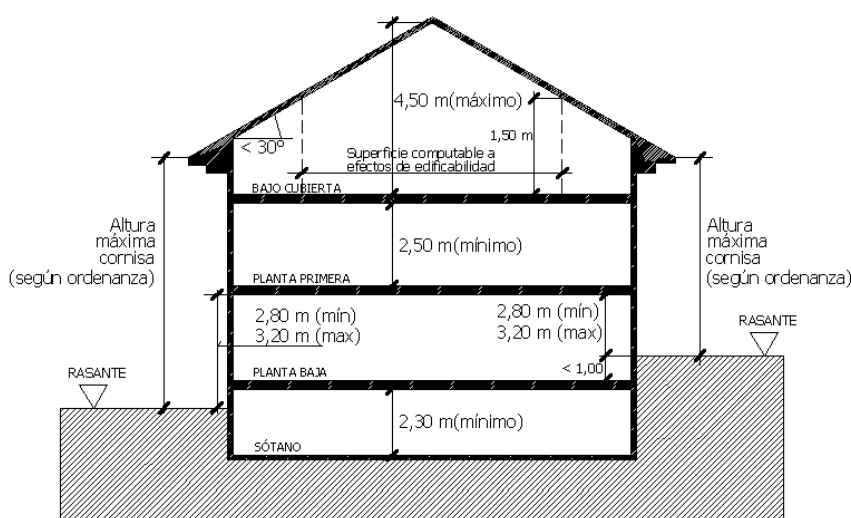 4,50 m(máximo)
1,50 m
< 30º
Superficie computable a
efectos de edificabilidad
BAJO CUBIERTA
Altura
máxima
cornisa
(según ordenanza)
2,50 m(mínimo)
Altura
máxima
cornisa
(según ordenanza)
PLANTA PRIMERA
2,80 m (mín)
3,20 m (max)
2,80 m (mín)
3,20 m (max)
RASANTE
RASANTE
PLANTA BAJA
< 1,00
2,30 m(mínimo)
SÓTANO